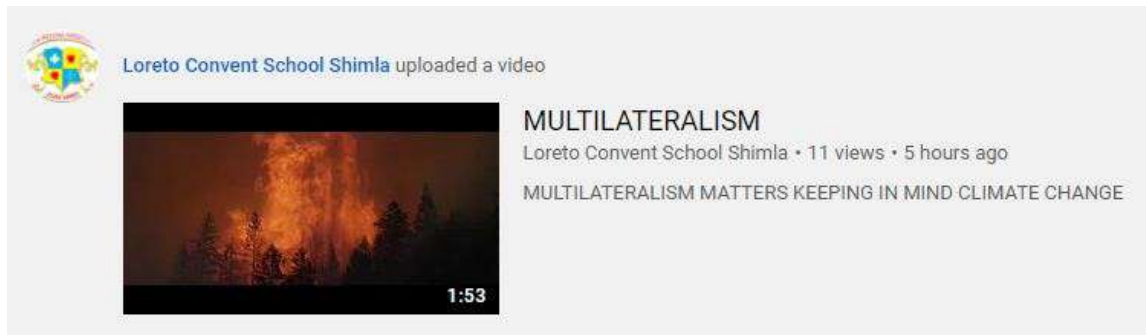 Loreto Convent School Shimla uploaded a video
MULTILATERALISM
Loreto Convent School Shimla • 11 views • 5 hours ago
MULTILATERALISM MATTERS KEEPING IN MIND CLIMATE CHANGE
1:53